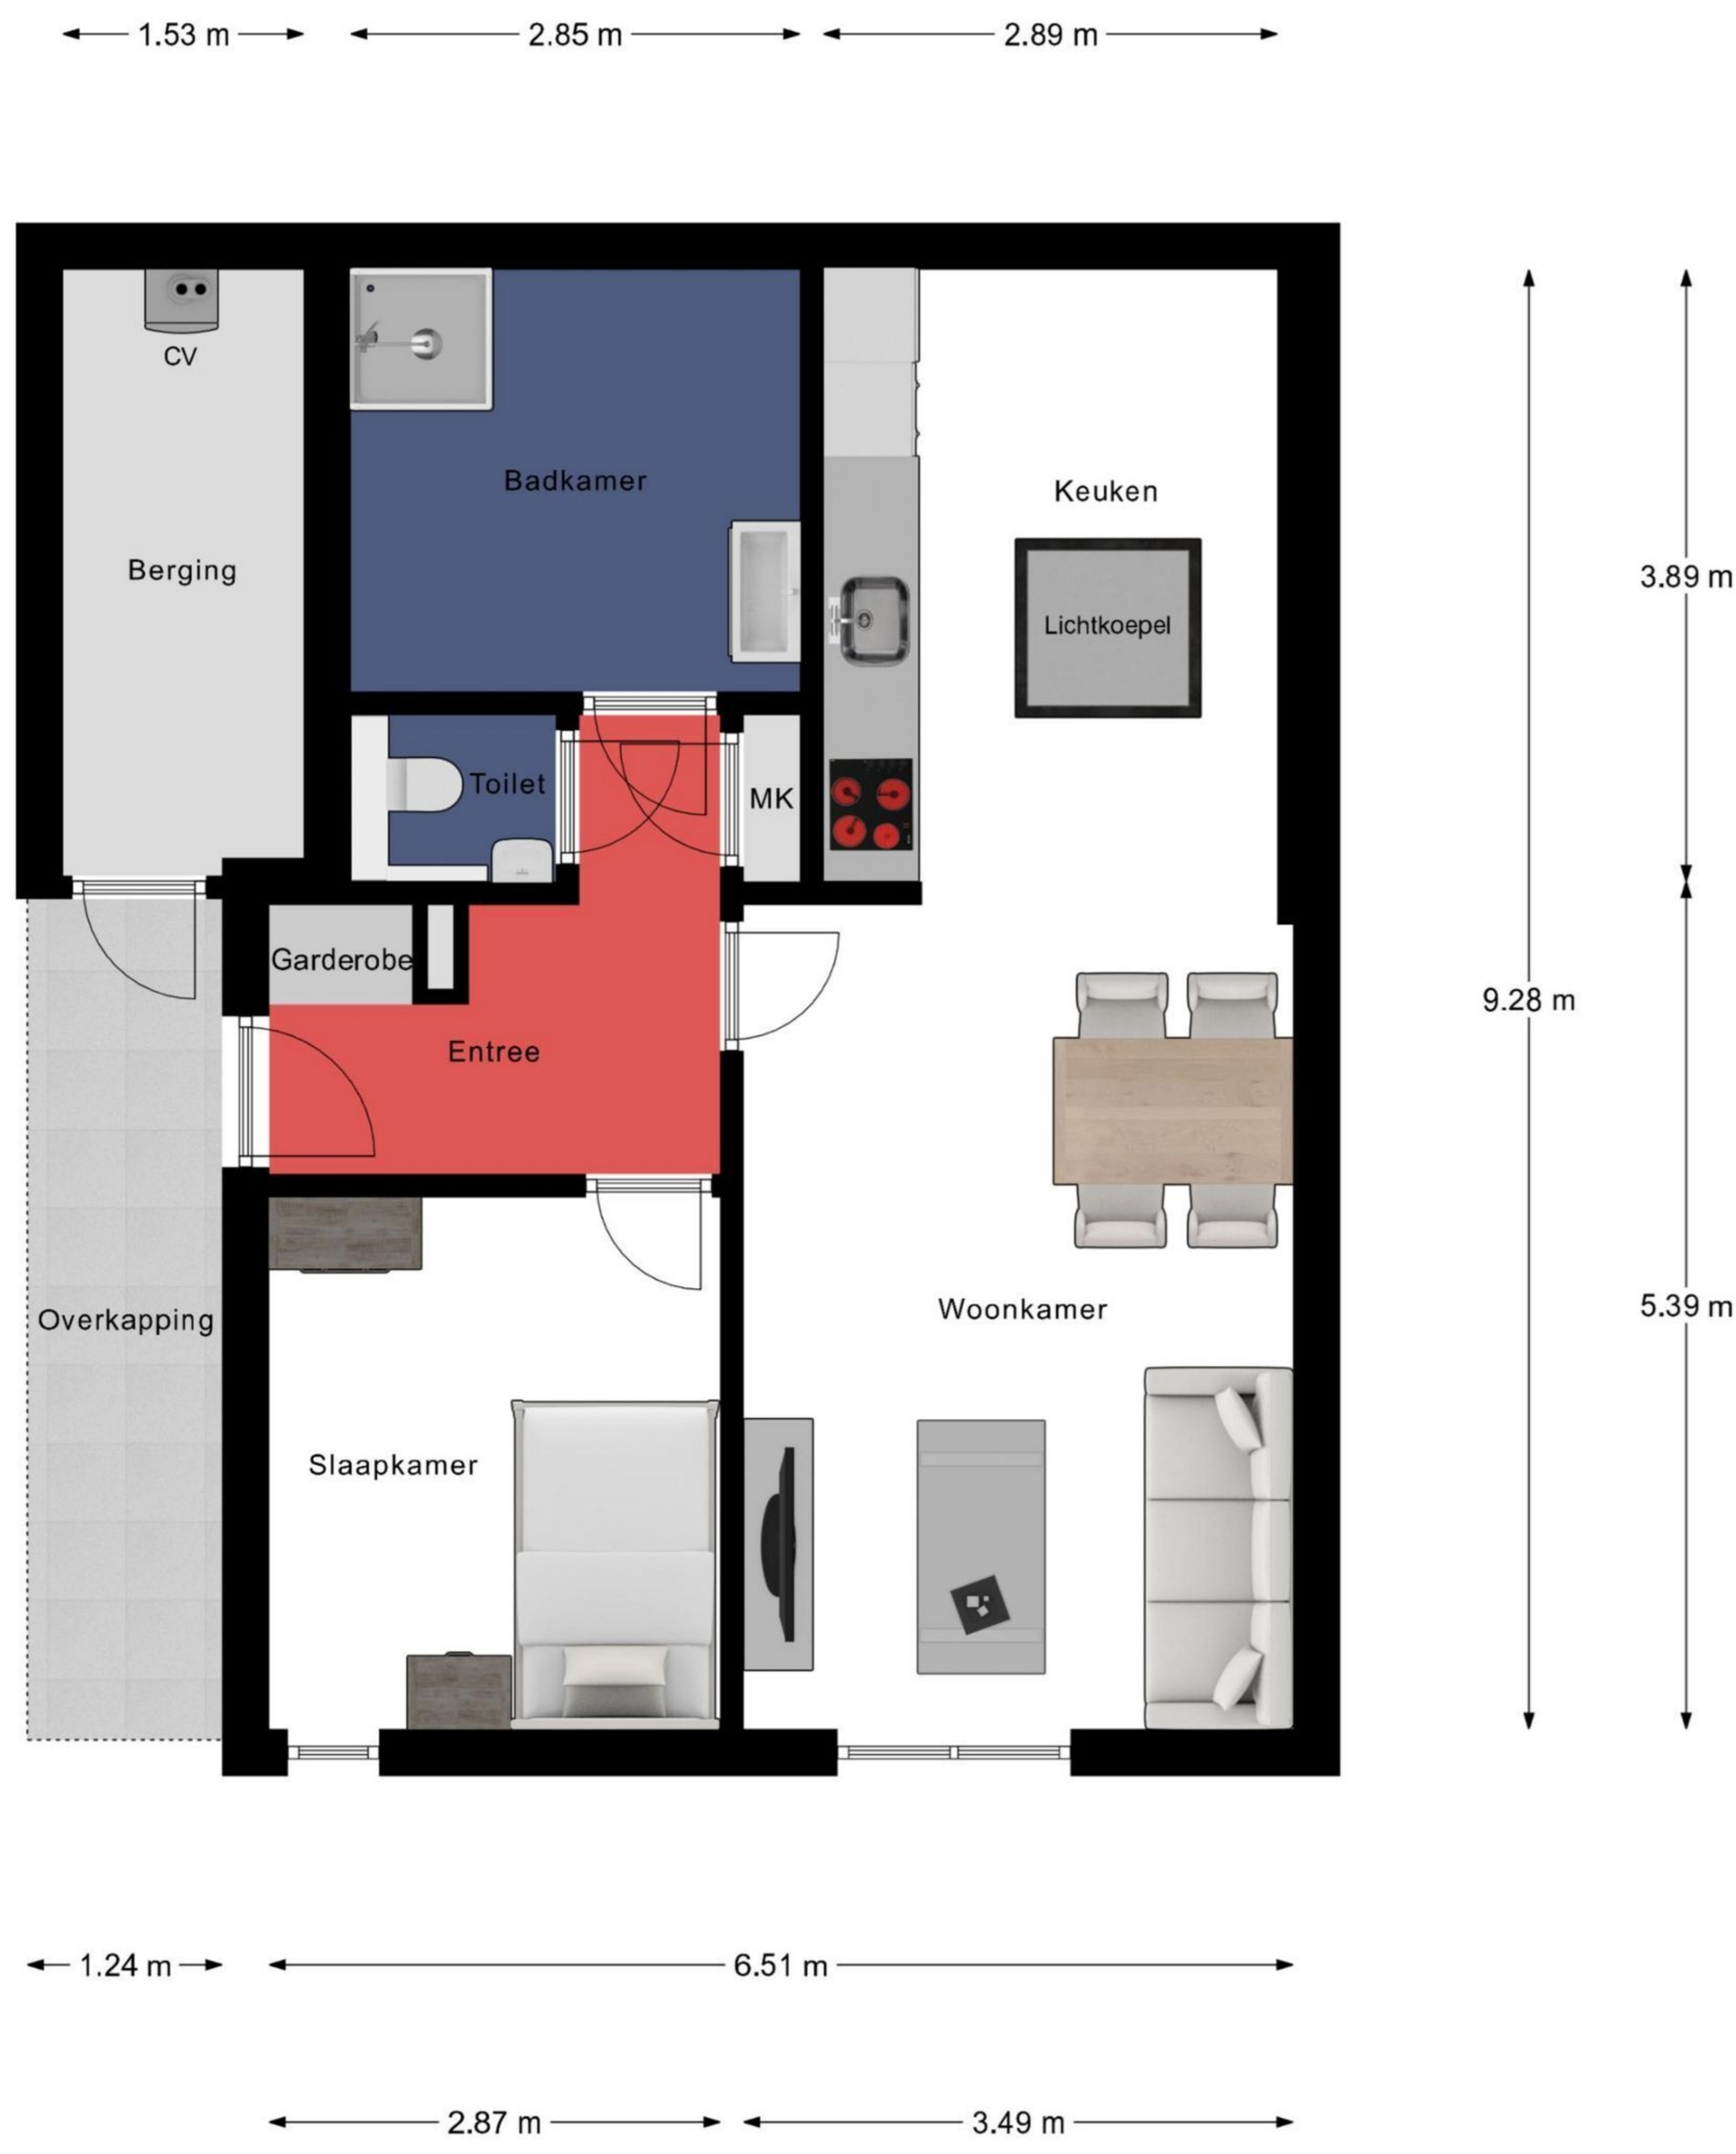 1.53 m
2.85 m
2.89 m
CV
Badkamer
Keuken
Berging
3.89 m
Lichtkoepel
Toilet
MK
Garderobe
9.28 m
Entree
5.39 m
Woonkamer
Overkapping
Slaapkamer
1.24 m
6.51 m
2.87 m
3.49 m